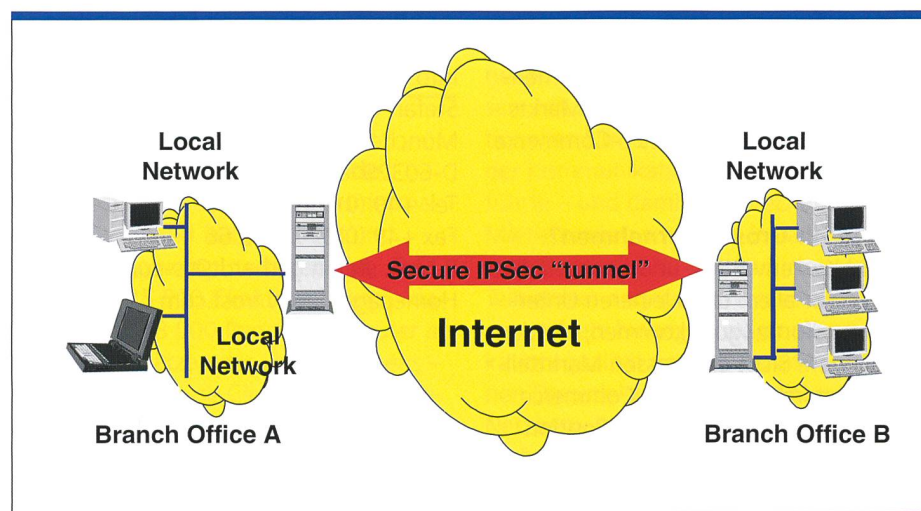 Local
Network
Local
Network
Secure IPSec “tunnel”
Internet
Local
Network
Branch Office A
Branch Office B